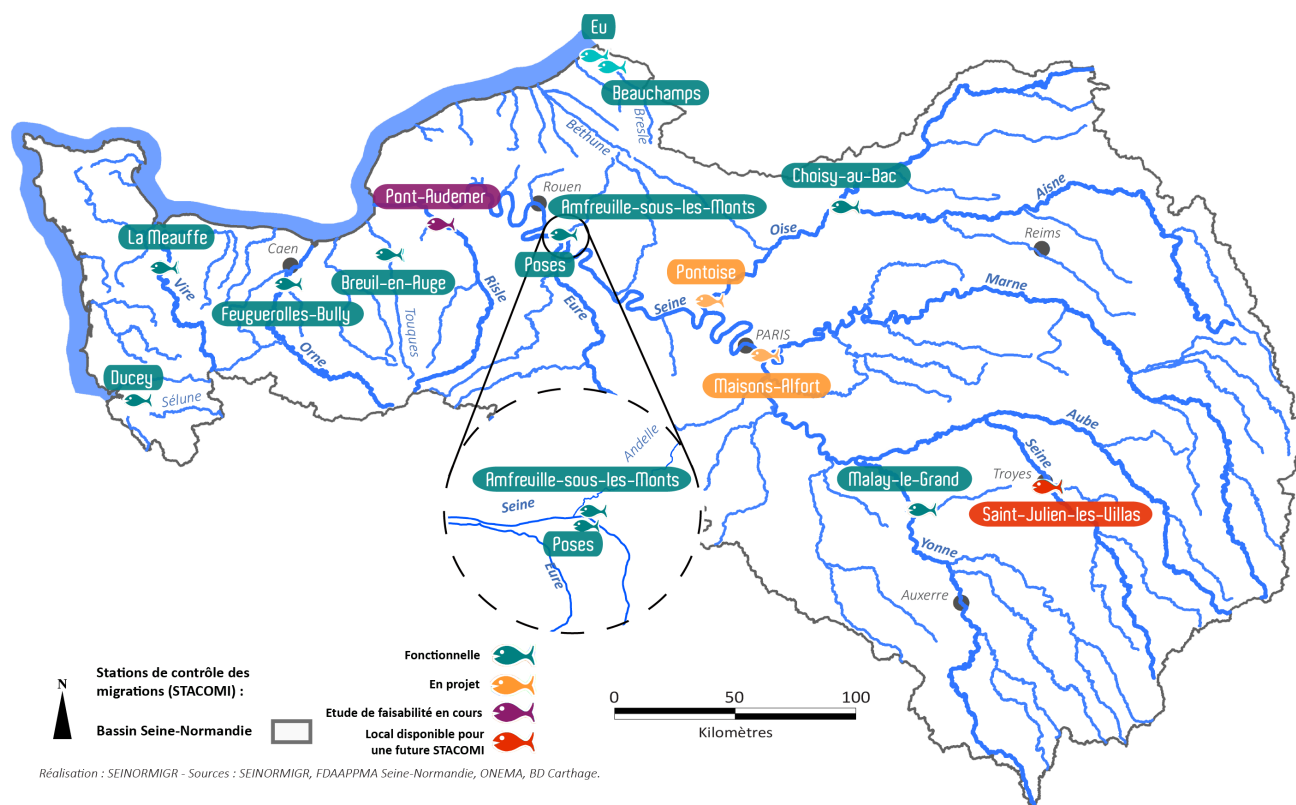 Eu
Beauchamps
Bresle
Béthune
Choisy-au-Bac
Aisne
Pont-Audemer
Rouen
Amfreuille-sous-les-Monts
La Meauffe
Caen
Oise
Reims
Poses
Pontoise
Breuil-en-Auge
Vire
Feuguerolles-Bully
Risle
Eure
Seine
Marne
Touques
PARIS
Orne
Ducey
Sélune
Maisons-Alfort
Aube
Andelle
Seine
Troyes
Malay-le-Grand
Amfreuille-sous-les-Monts
Seine
Saint-Julien-les-Villas
Poses
Eure
Yonne
Auxerre
Fonctionnelle
Stations de contrôle des
migrations (STACOMI) :
N
En projet
Etude de faisabilité en cours
Bassin Seine-Normandie
Local disponible pour
une future STACOMI
0 50 100
Kilomètres
Réalisation : SEINORMIGR - Sources : SEINORMIGR, FDAAPPMA Seine-Normandie, ONEMA, BD Carthage.